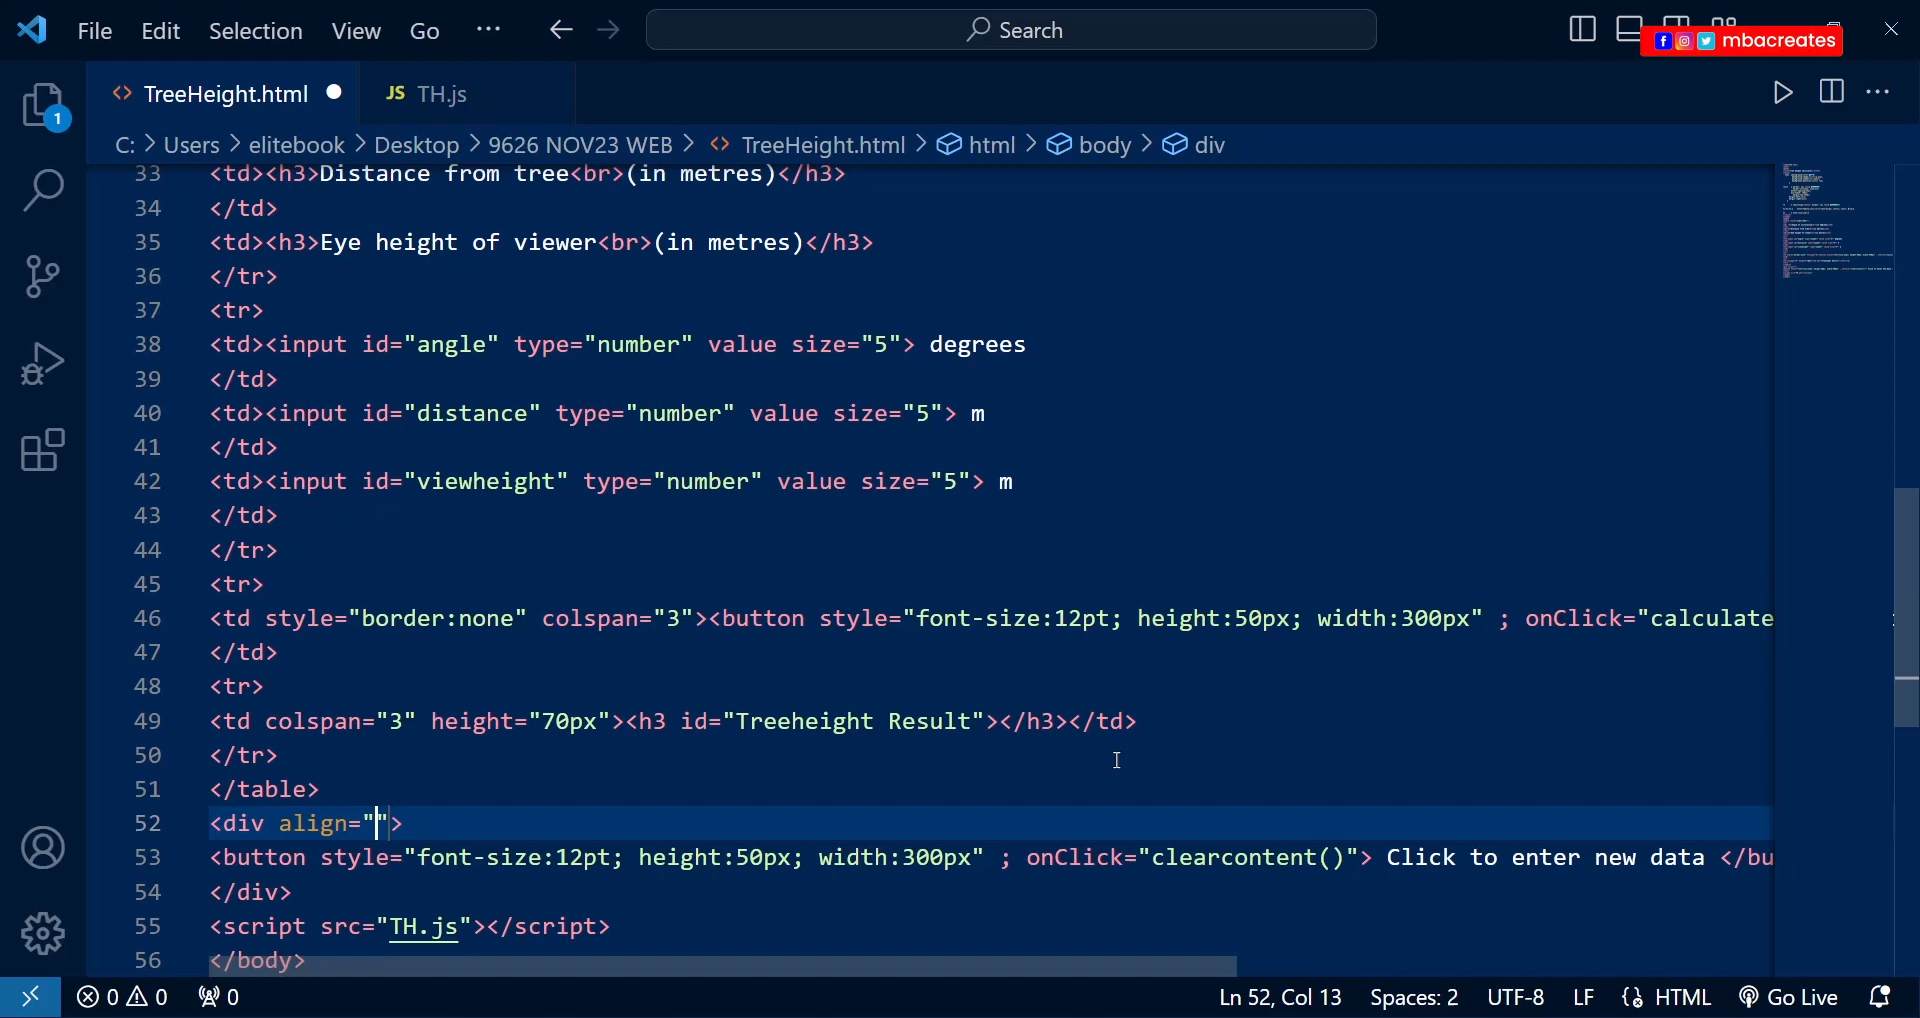 File Edit Selection View Go ··· Search
mbacreates
TreeHeight.html JS TH.js
1
C: > Users > elitebook > Desktop > 9626 NOV23 WEB > TreeHeight.html > html > body > div
33 <td><h3>Distance from tree<br>(in metres)</h3>
34 </td>
35 <td><h3>Eye height of viewer<br>(in metres)</h3>
36 </tr>
37 <tr>
38 <td><input id="angle" type="number" value size="5"> degrees
39 </td>
40 <td><input id="distance" type="number" value size="5"> m
41 </td>
42 <td><input id="viewheight" type="number" value size="5"> m
43 </td>
44 </tr>
45 <tr>
46 <td style="border:none" colspan="3"><button style="font-size:12pt; height:50px; width:300px" ; onClick="calculate
47 </td>
48 <tr>
49 <td colspan="3" height="70px"><h3 id="Treeheight Result"></h3></td>
50 </tr>
51 </table>
52 <div align="">
53 <button style="font-size:12pt; height:50px; width:300px" ; onClick="clearcontent()"> Click to enter new data </bu
54 </div>
55 <script src="TH.js"></script>
56 </body>
0 0 0 Ln 52, Col 13 Spaces: 2 UTF-8 LF {} HTML Go Live